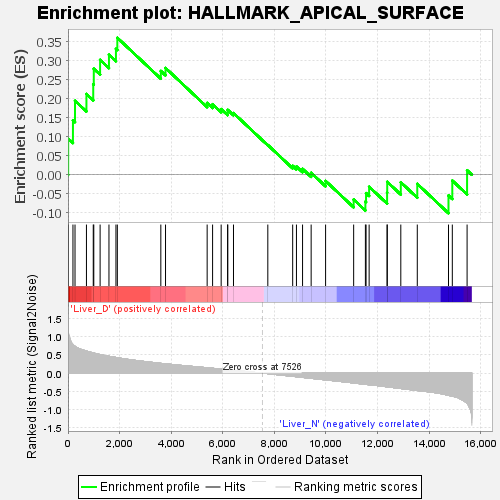 Enrichment plot: HALLMARK_APICAL_SURFACE
Enrichment score (ES)
0.35
0.30
0.25
0.20
0.15
0.10
0.05
0.00
-0.05
-0.10
'Liver_D' (positively correlated)
Ranked list metric (Signal2Noise)
1.5
1.0
0.5
0.0
-0.5
-1.0
-1.5
Zero cross at 7526
'Liver_N' (negatively correlated)
0 2,000 4,000 6,000 8,000 10,000 12,000 14,000 16,000
Rank in Ordered Dataset
Enrichment profile Hits Ranking metric scores